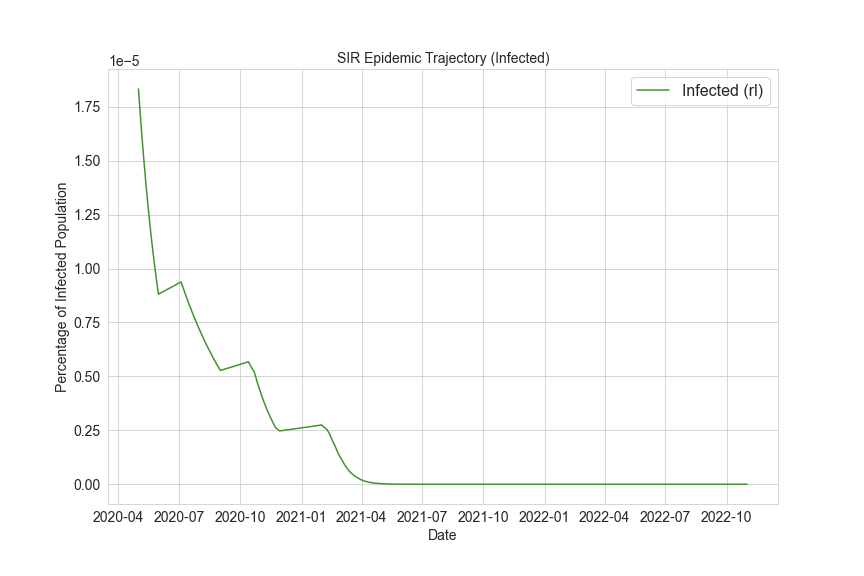 SIR Epidemic Trajectory (Infected)
1e−5
Infected (rI)
1.75
1.50
1.25
1.00
0.75
0.50
0.25
0.00
Percentage of Infected Population
2020-04 2020-07 2020-10 2021-01 2021-04 2021-07 2021-10 2022-01 2022-04 2022-07 2022-10
Date